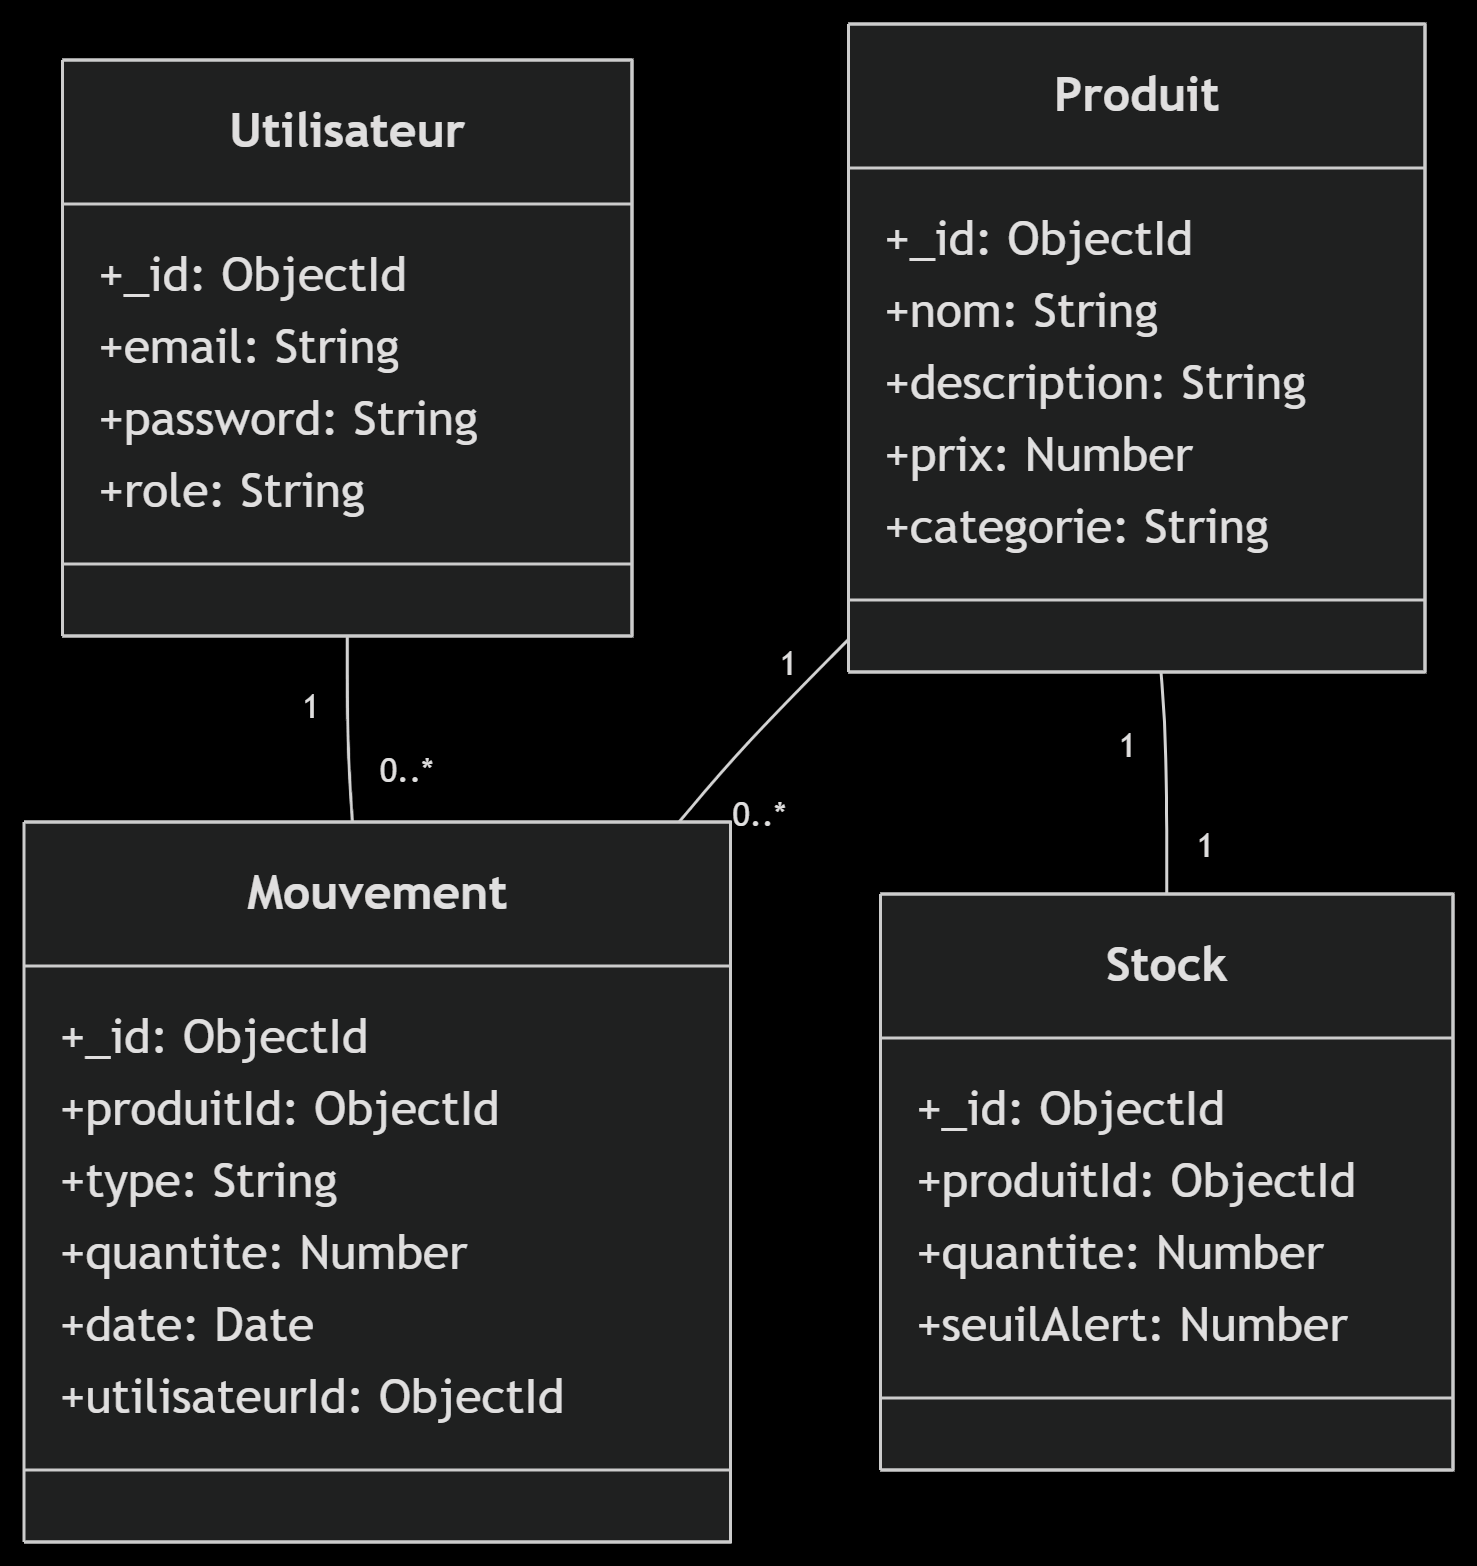 Utilisateur
+_id: ObjectId
+email: String
+password: String
+role: String
Produit
+_id: ObjectId
+nom: String
+description: String
+prix: Number
+categorie: String
1
0..*
1
0..*
1
1
Mouvement
+_id: ObjectId
+produitId: ObjectId
+type: String
+quantite: Number
+date: Date
+utilisateurId: ObjectId
Stock
+_id: ObjectId
+produitId: ObjectId
+quantite: Number
+seuilAlert: Number